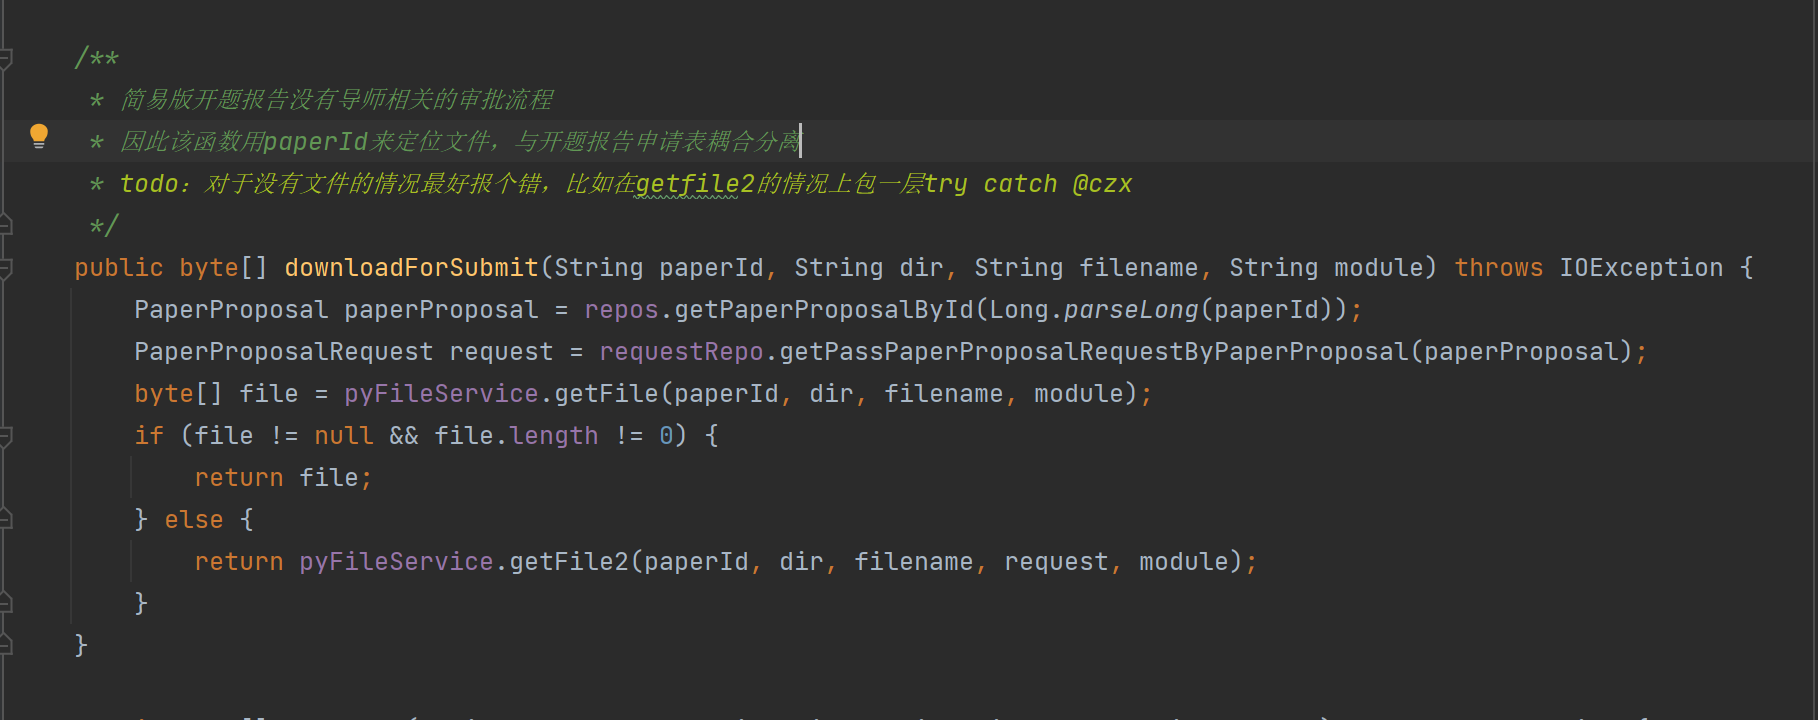 /**
* 简易版开题报告没有导师相关的审批流程
* 因此该函数用paperId来定位文件，与开题报告申请表耦合分离
* todo：对于没有文件的情况最好报个错，比如在getfile2的情况上包一层try catch @czx
*/
public byte[] downloadForSubmit(String paperId, String dir, String filename, String module) throws IOException {
PaperProposal paperProposal = repos.getPaperProposalById(Long.parseLong(paperId));
PaperProposalRequest request = requestRepo.getPassPaperProposalRequestByPaperProposal(paperProposal);
byte[] file = pyFileService.getFile(paperId, dir, filename, module);
if (file != null && file.length != 0) {
return file;
} else {
return pyFileService.getFile2(paperId, dir, filename, request, module);
}
}